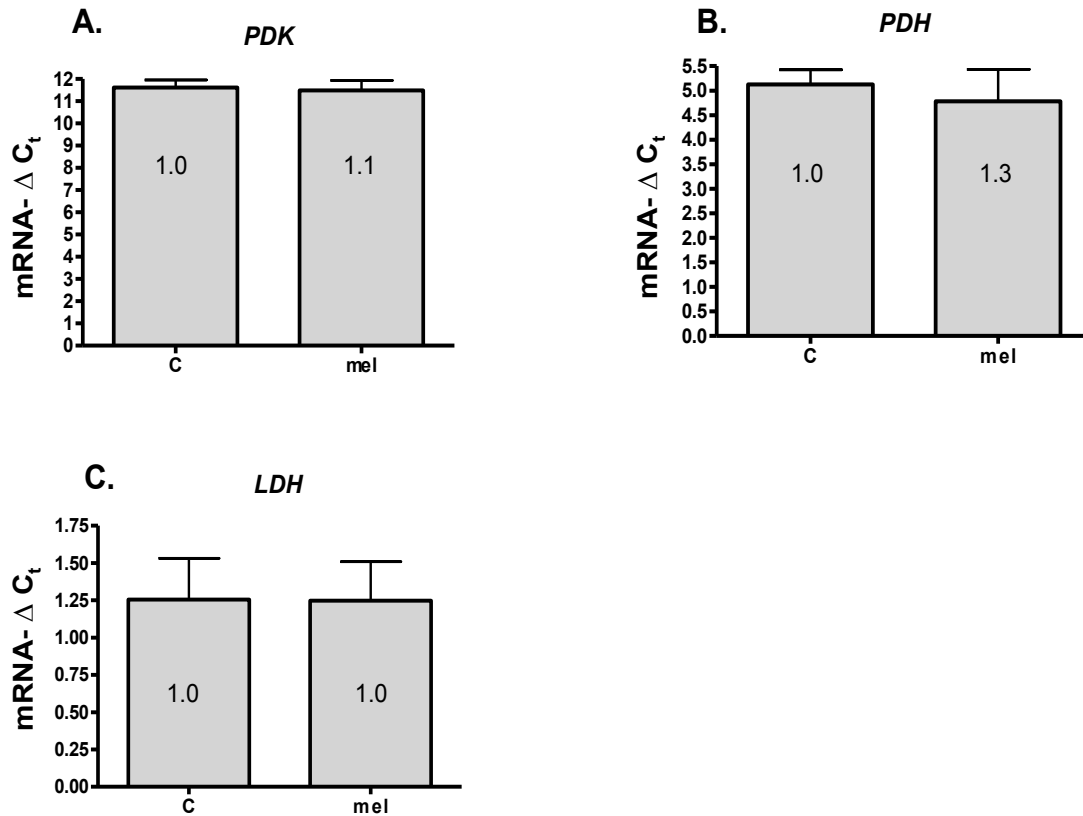 A.
PDK
mRNA- Δ Ct
12
11
10
9
8
7
6
5
4
3
2
1
0
1.0
1.1
C
mel
B.
PDH
mRNA- Δ Ct
5.5
5.0
4.5
4.0
3.5
3.0
2.5
2.0
1.5
1.0
0.5
0.0
1.0
1.3
C
mel
C.
LDH
mRNA- Δ Ct
1.75
1.50
1.25
1.00
0.75
0.50
0.25
0.00
1.0
1.0
C
mel